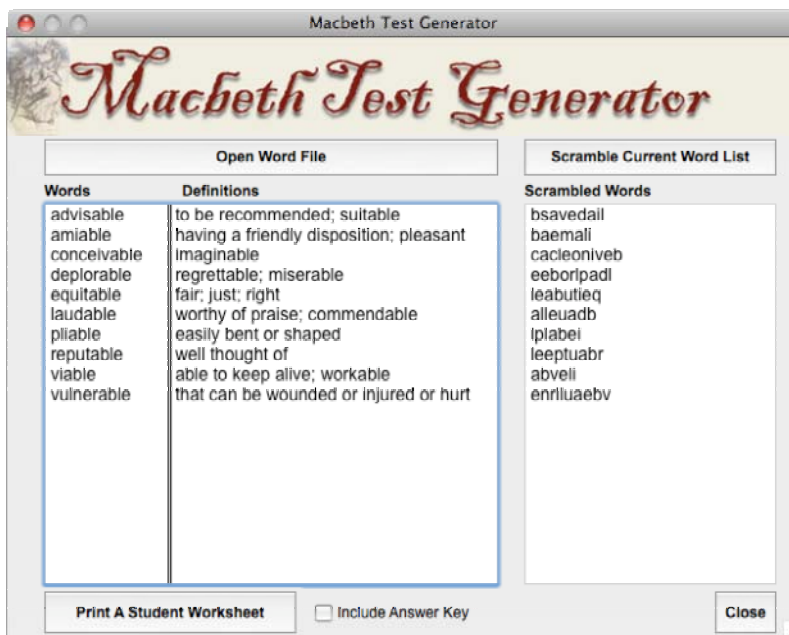 Macbeth Test Generator
Macbeth Test Generator
Open Word File
Scramble Current Word List
Words Definitions
Scrambled Words
advisable to be recommended; suitable
amiable having a friendly disposition; pleasant
conceivable imaginable
deplorable regrettable; miserable
equitable fair; just; right
laudable worthy of praise; commendable
pliable easily bent or shaped
reputable well thought of
viable able to keep alive; workable
vulnerable that can be wounded or injured or hurt
bsavedail
baemali
cacleoniveb
eeborlpadl
leabutieq
alleuadb
lplabei
leeptuabr
abveli
enrlluaebv
Print A Student Worksheet
Include Answer Key
Close